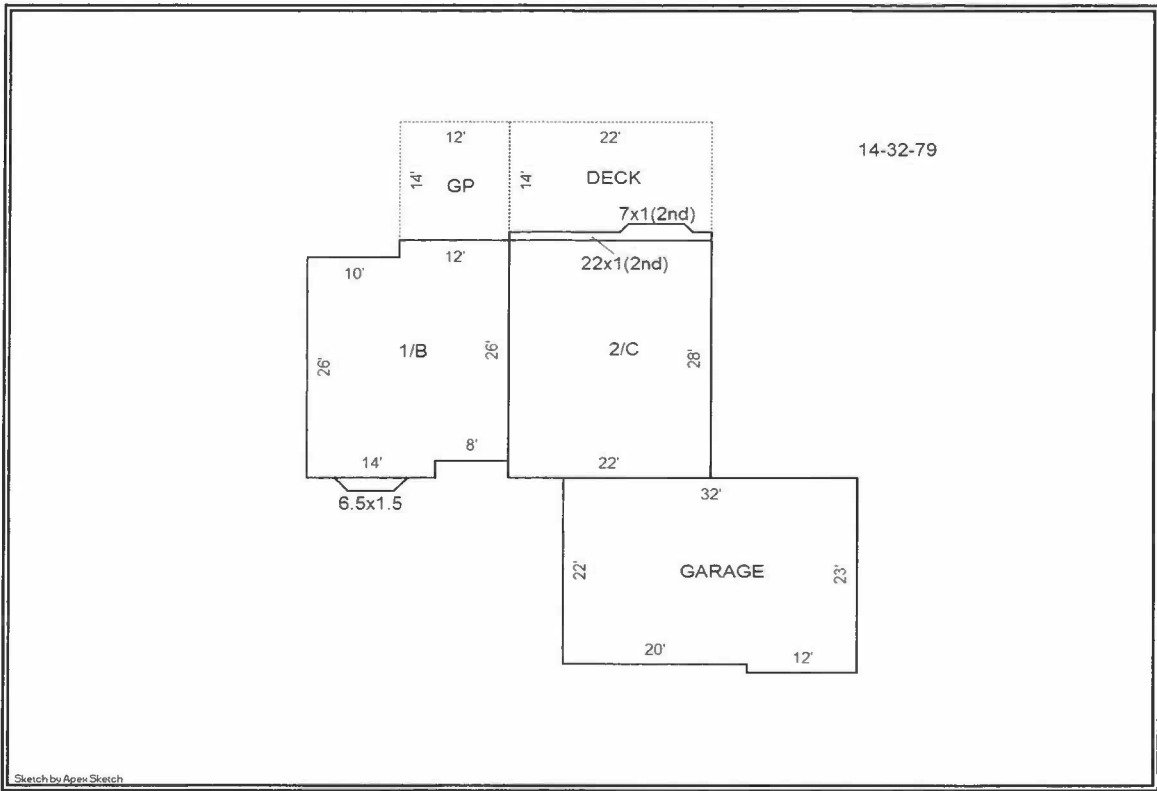 12'
22'
14-32-79
14'
GP
14'
DECK
7x1(2nd)
12'
22x1(2nd)
10'
26'
1/B
26'
2/C
28'
8'
14'
22'
6.5x1.5
32'
22'
GARAGE
23'
20'
12'
Sketch by Apex Sketch